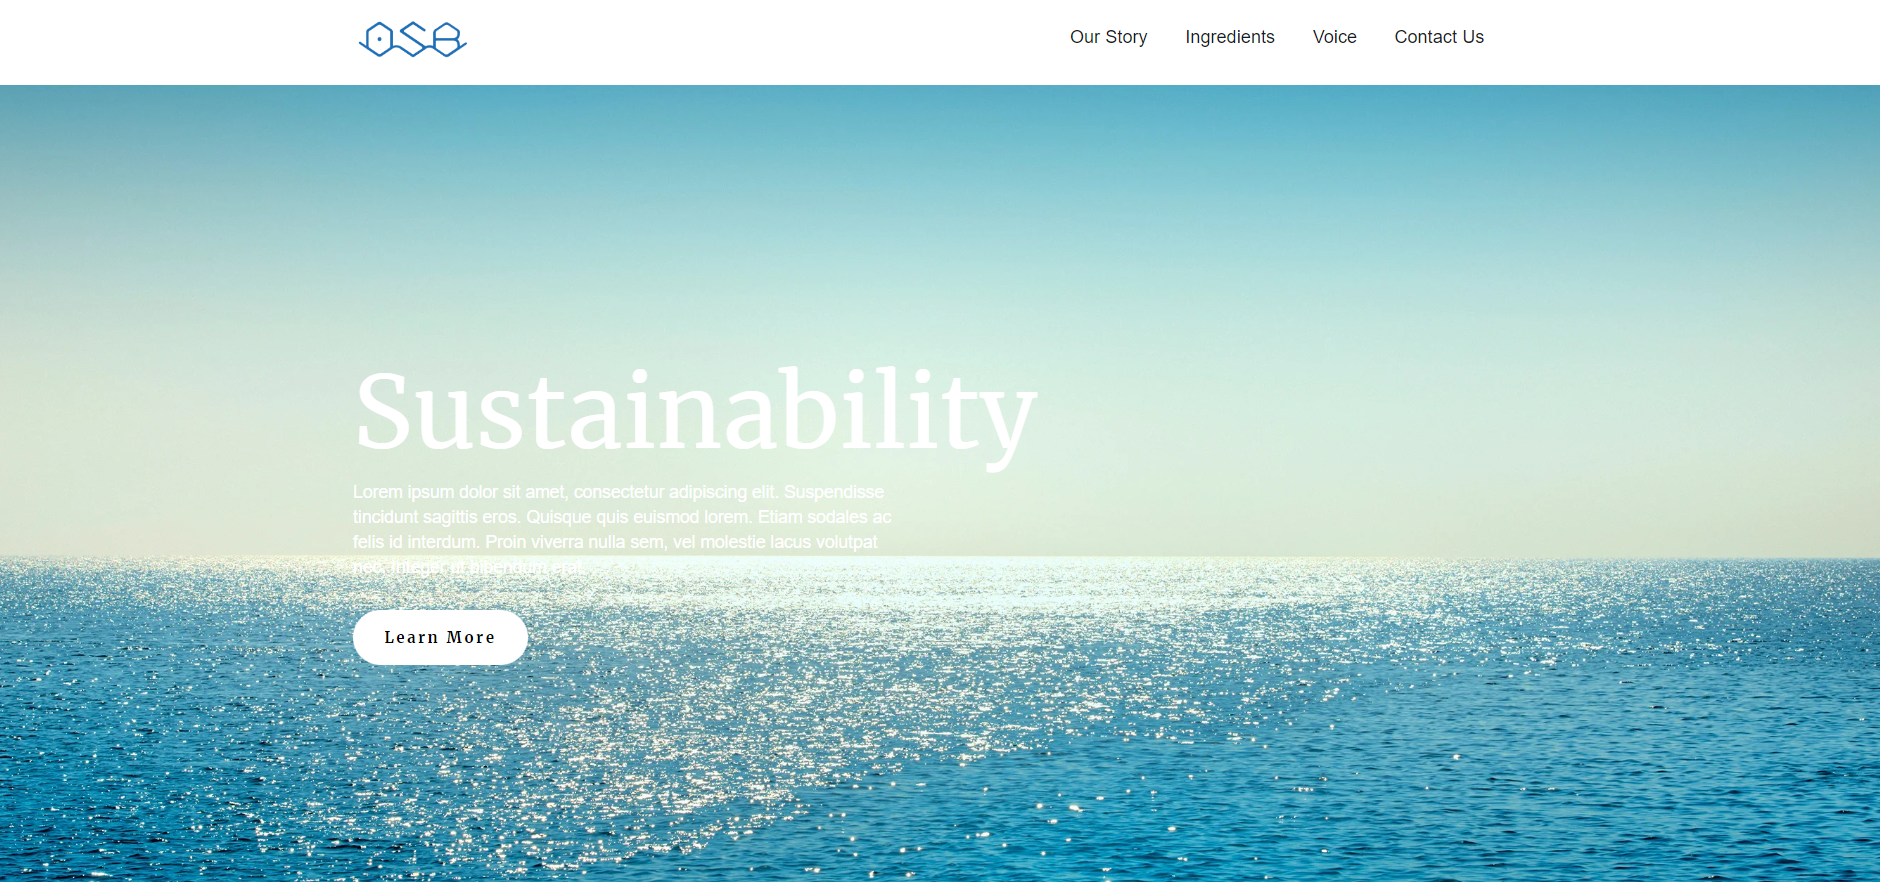 OSB
Our Story
Ingredients
Voice
Contact Us
Sustainability
Lorem ipsum dolor sit amet, consectetur adipiscing elit. Suspendisse
tincidunt sagittis eros. Quisque quis euismod lorem. Etiam sodales ac
felis id interdum. Proin viverra nulla sem, vel molestie lacus volutpat
nec. Integer ut bibendum erat.
Learn More